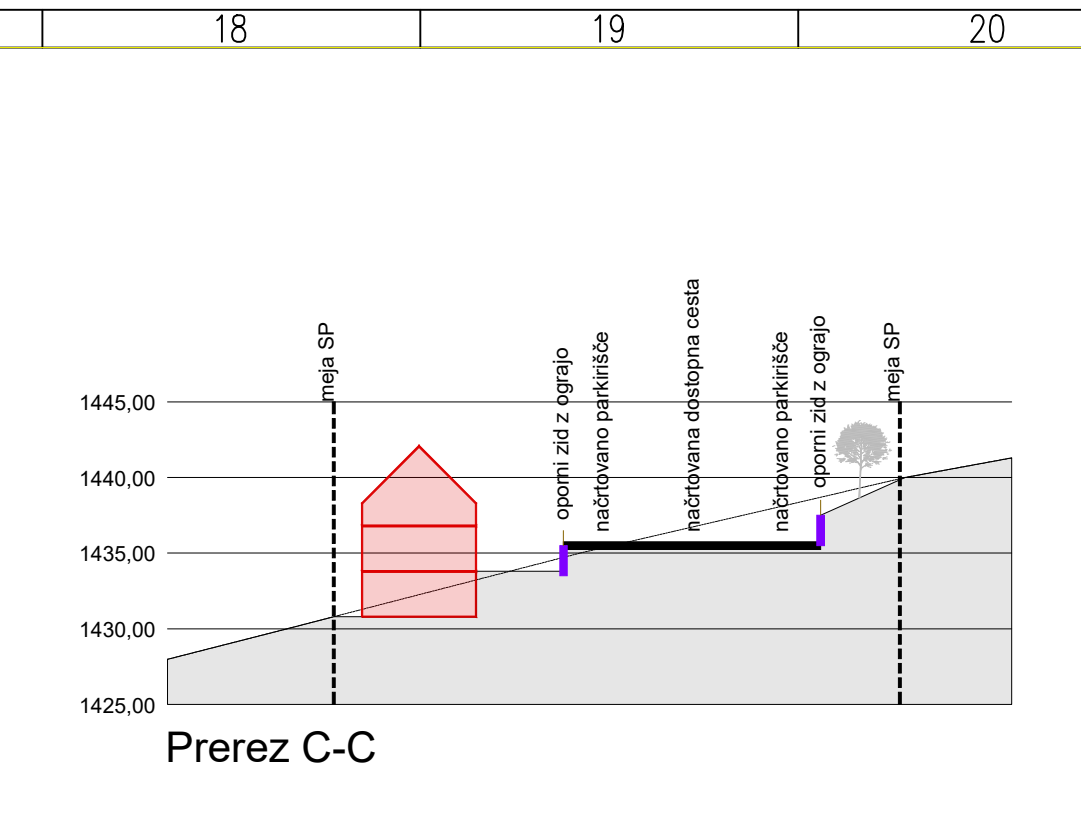 18
19
20
meja SP
oporni zid z ograjo
načrtovano parkirišče
načrtovana dostopna cesta
načrtovano parkirišče
oporni zid z ograjo
meja SP
1445,00
1440,00
1435,00
1430,00
1425,00
Prerez C-C